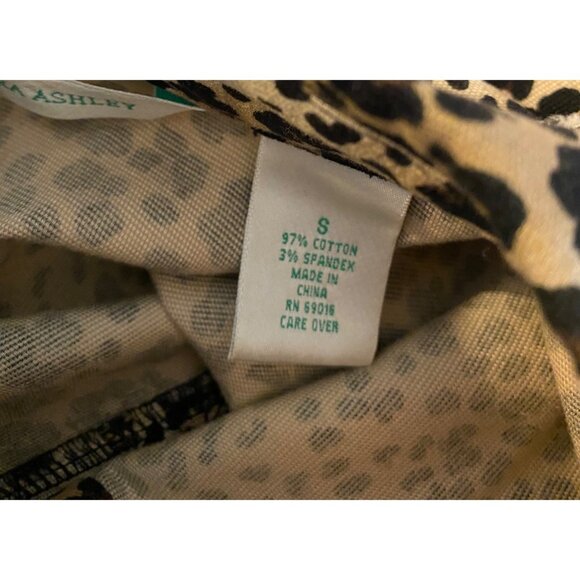 ASHLEY
S
97% COTTON
3% SPANDEX
MADE IN
CHINA
RN 69016
CARE OVER